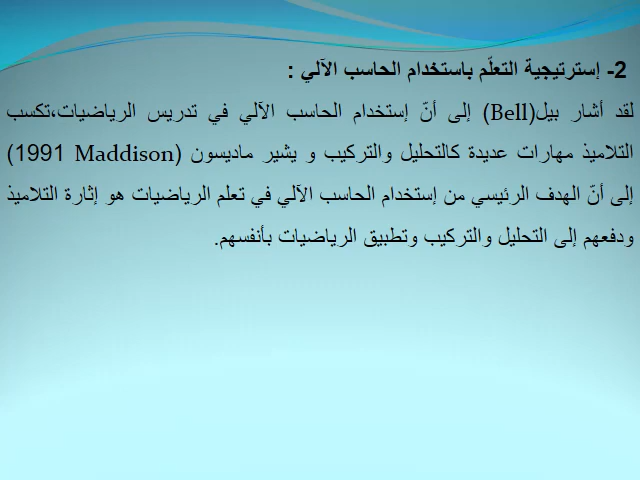 2- إسترتيجية التعلّم باستخدام الحاسب الآلي :
لقد أشار بيل(Bell) إلى أنّ إستخدام الحاسب الآلي في تدريس الرياضيات،تكسب
التلاميذ مهارات عديدة كالتحليل والتركيب و يشير ماديسون (Maddison 1991)
إلى أنّ الهدف الرئيسي من إستخدام الحاسب الآلي في تعلم الرياضيات هو إثارة التلاميذ
ودفعهم إلى التحليل والتركيب وتطبيق الرياضيات بأنفسهم.